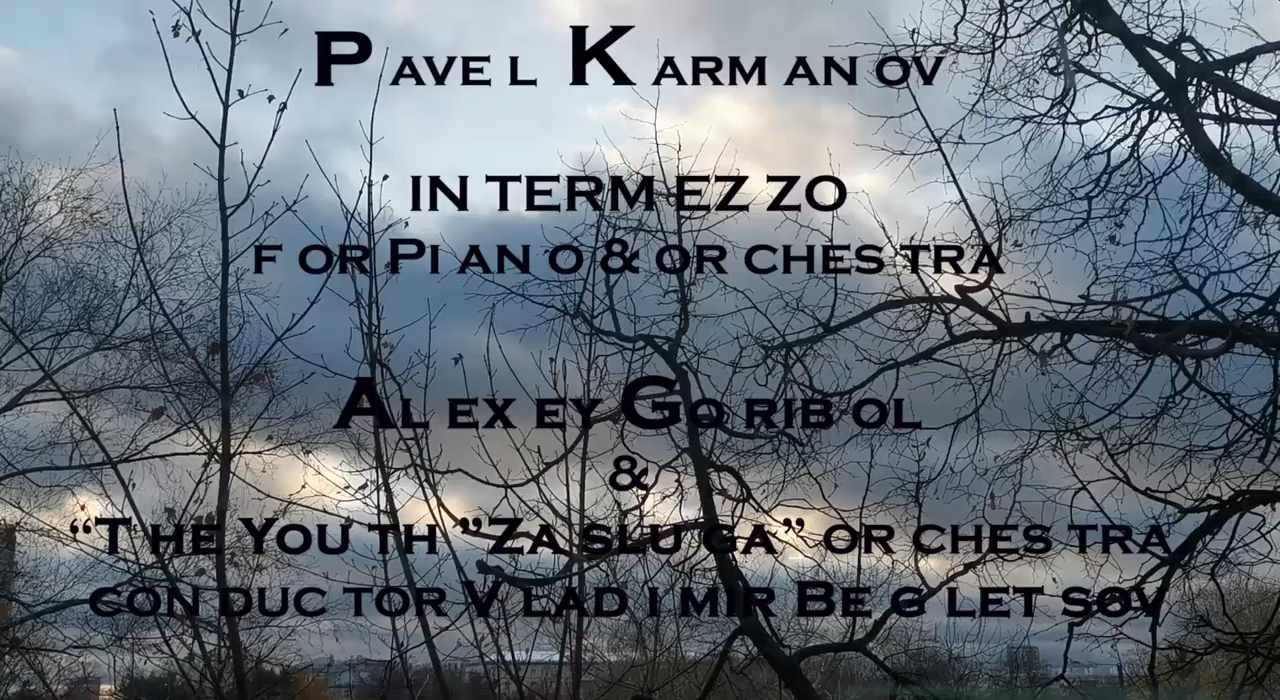 Pavel Karmanov
INTERMEZZO
for Piano & orchestra
Alexey Goribol
&
“The Youth ”Zasluga” orchestra
conductor Vladimir Begletsov